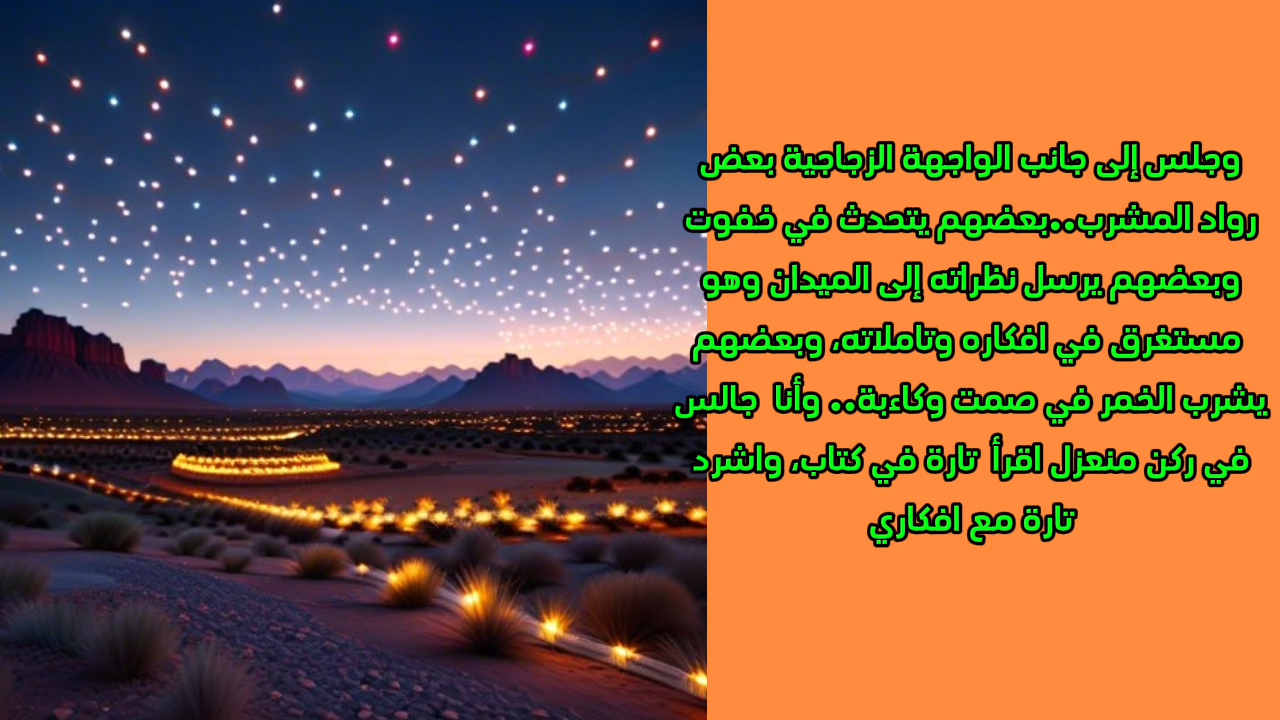 وجلس إلى جانب الواجهة الزجاجية بعض
رواد المشرب..بعضهم يتحدث في خفوت
وبعضهم يرسل نظراته إلى الميدان وهو
مستغرق في افكاره وتاملاته، وبعضهم
يشرب الخمر في صمت وكاءبة.. وأنا جالس
في ركن منعزل اقرأ تارة في كتاب، واشرد
تارة مع افكاري